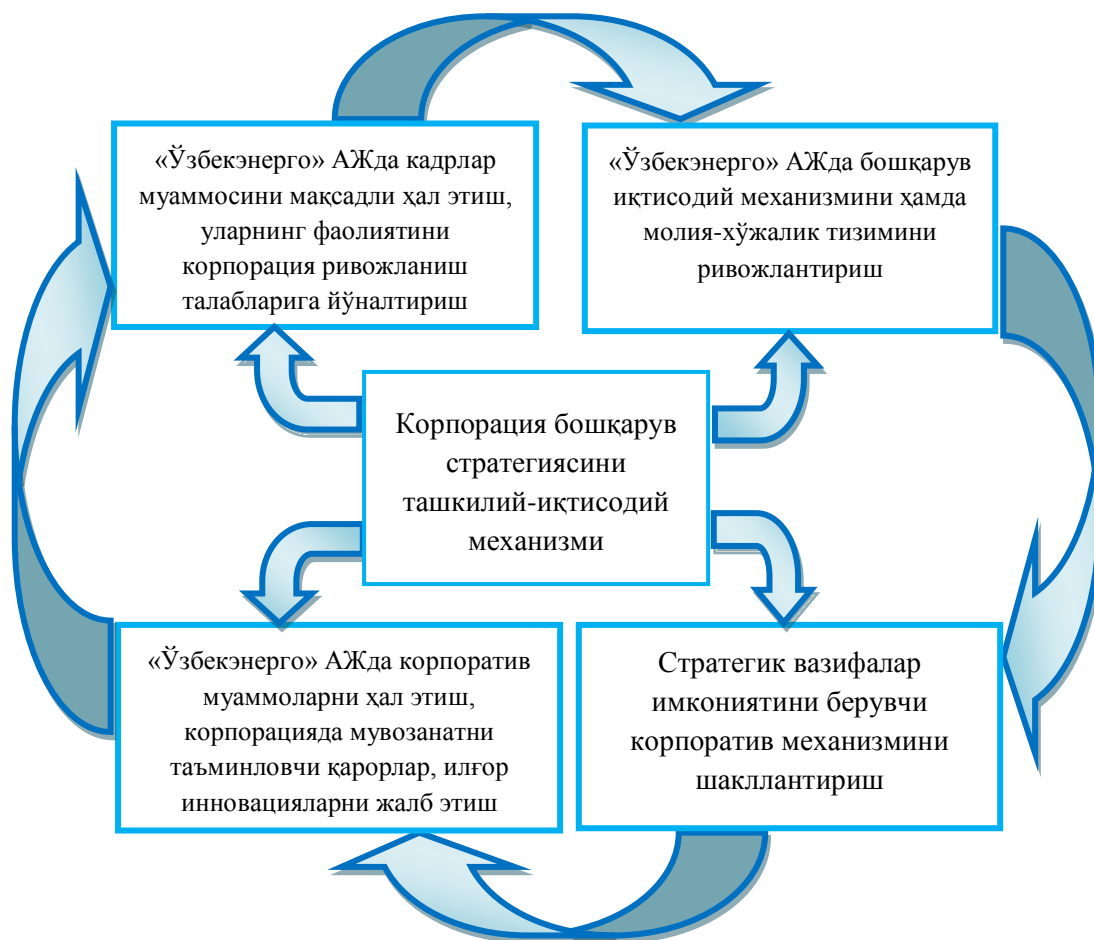 «Ўзбекэнерго» АЖда кадрлар
муаммосини мақсадли ҳал этиш,
уларнинг фаолиятини
корпорация ривожланиш
талабларига йўналтириш
«Ўзбекэнерго» АЖда бошқарув
иқтисодий механизмини ҳамда
молия-хўжалик тизимини
ривожлантириш
Корпорация бошқарув
стратегиясини
ташкилий-иқтисодий
механизми
«Ўзбекэнерго» АЖда корпоратив
муаммоларни ҳал этиш,
корпорацияда мувозанатни
таъминловчи қарорлар, илғор
инновацияларни жалб этиш
Стратегик вазифалар
имкониятини берувчи
корпоратив механизмини
шакллантириш